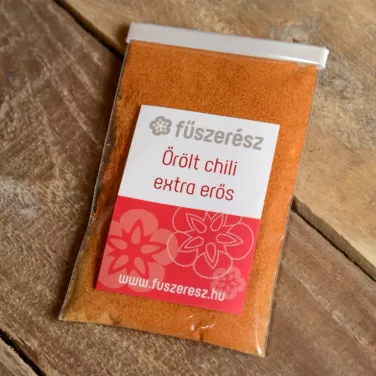 fűszerész
Őrölt chili
extra erős
www.fuszeresz.hu